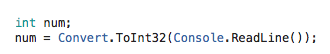 int num;
num = Convert.ToInt32(Console.ReadLine());